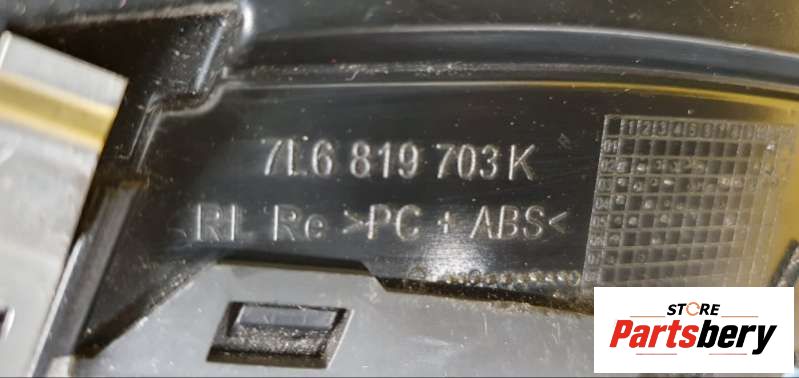 7L6 819 703 K
RL Re >PC + ABS<
STORE
Partsbery